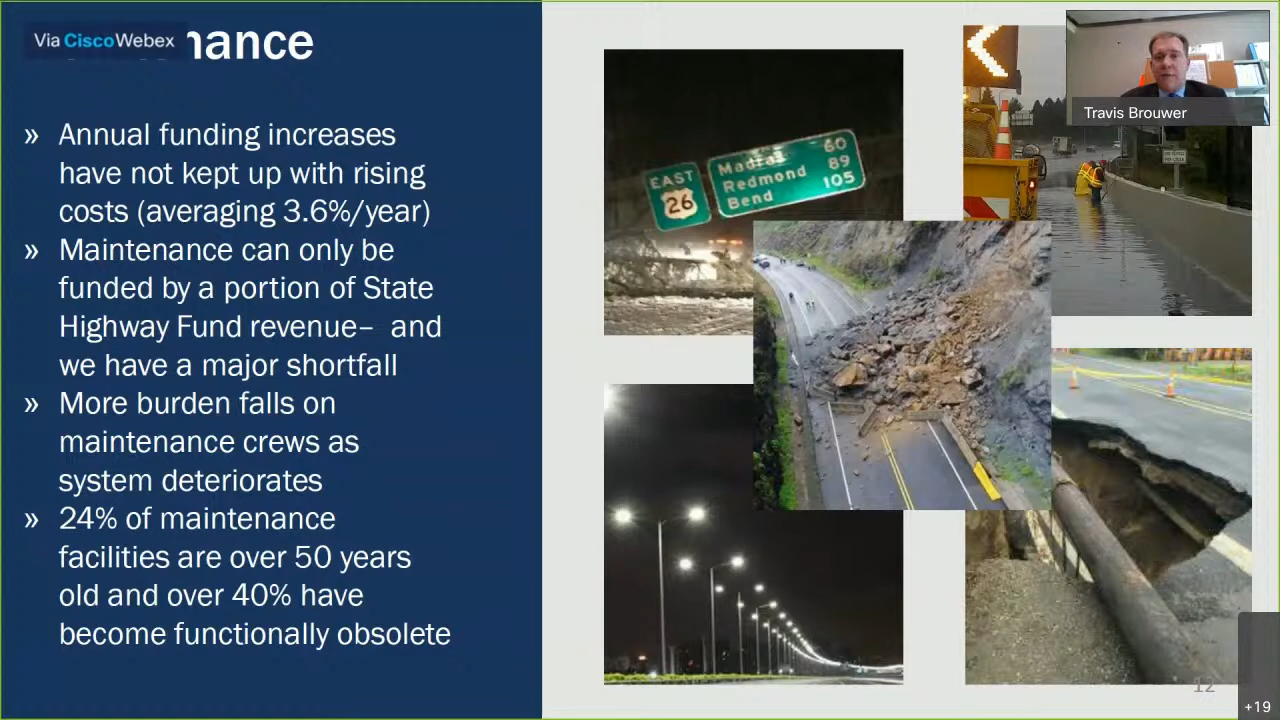 Via Cisco Webex
nance
» Annual funding increases
have not kept up with rising
costs (averaging 3.6%/year)
» Maintenance can only be
funded by a portion of State
Highway Fund revenue– and
we have a major shortfall
» More burden falls on
maintenance crews as
system deteriorates
» 24% of maintenance
facilities are over 50 years
old and over 40% have
become functionally obsolete
EAST
26
Madras 60
Redmond 89
Bend 105
Travis Brouwer
12
+19